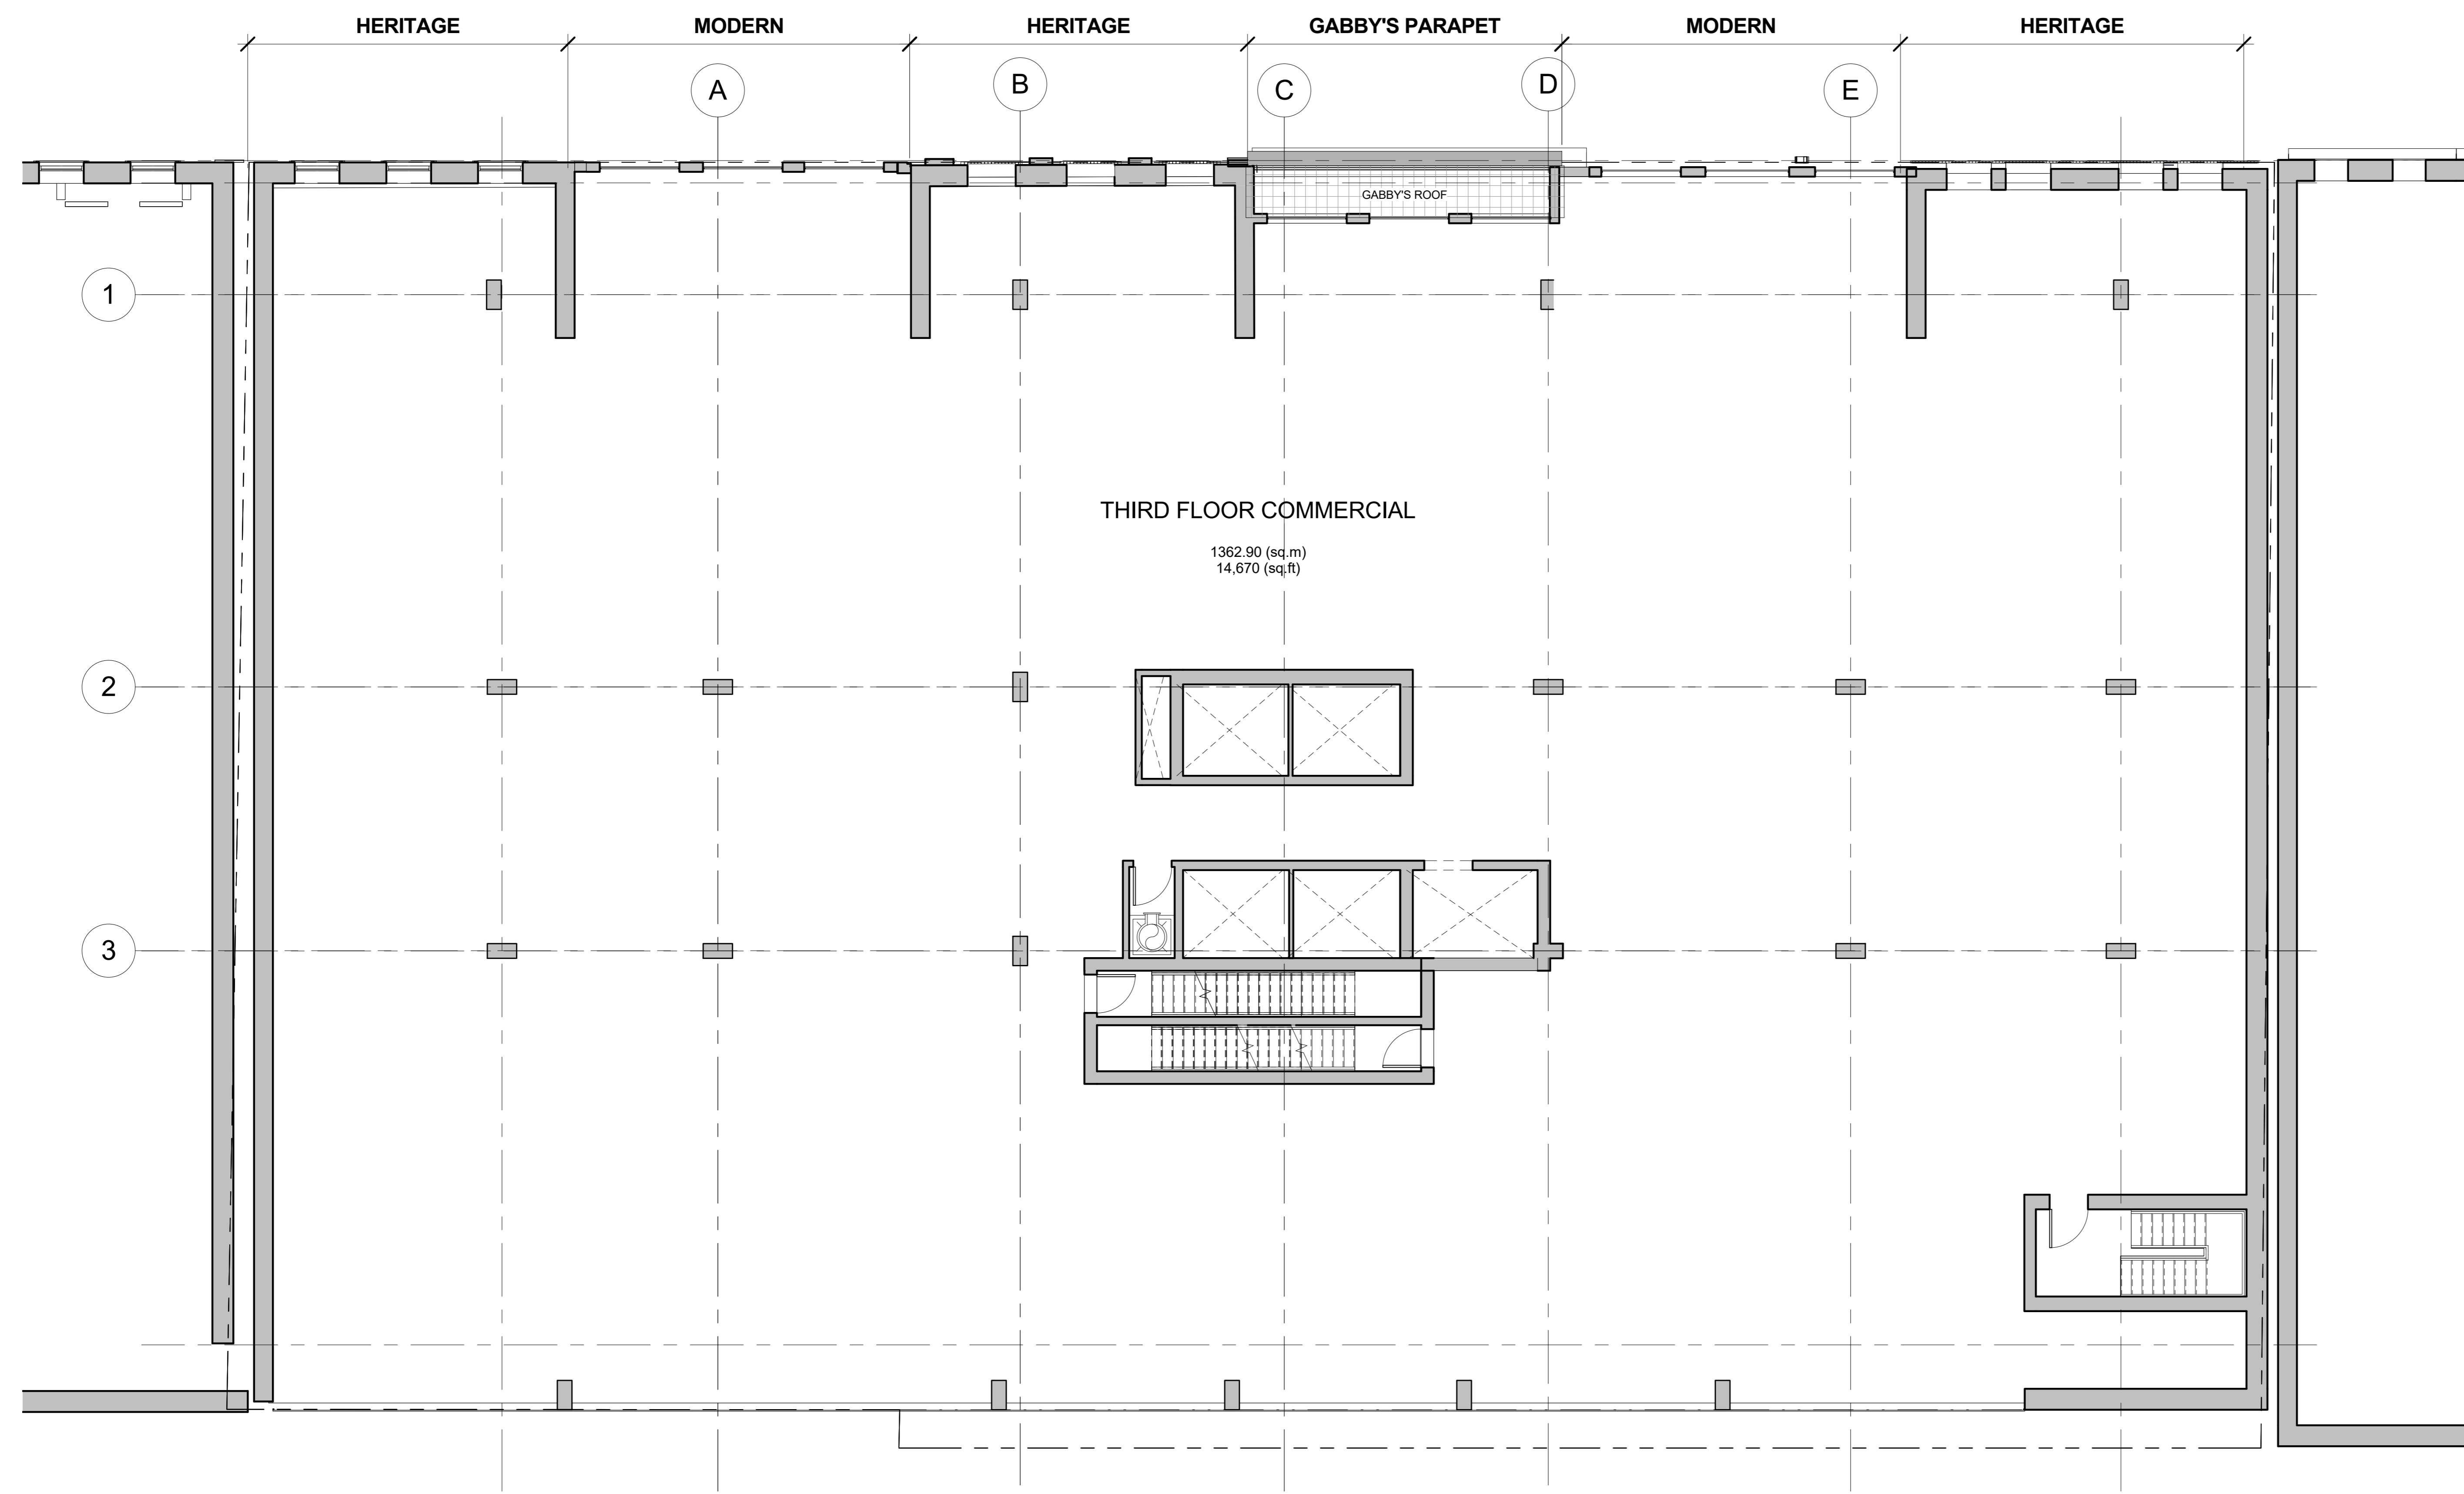 HERITAGE MODERN HERITAGE GABBY'S PARAPET MODERN HERITAGE
A B C D E
GABBY'S ROOF
1
THIRD FLOOR COMMERCIAL
1362.90 (sq.m)
14,670 (sq.ft)
2
3